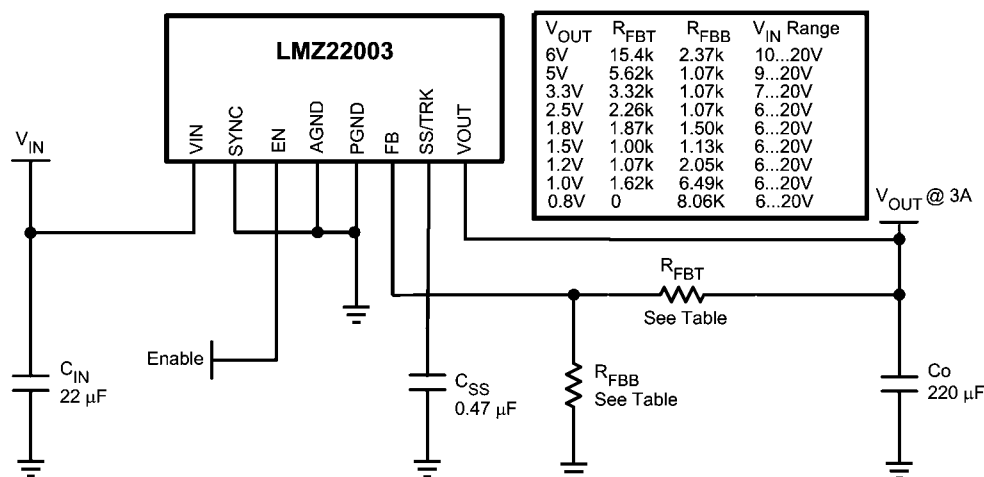 LMZ22003
VIN
SYNC
EN
AGND
PGND
FB
SS/TRK
VOUT
VOUT RFBT RFBB VIN Range
6V 15.4k 2.37k 10...20V
5V 5.62k 1.07k 9...20V
3.3V 3.32k 1.07k 7...20V
2.5V 2.26k 1.07k 6...20V
1.8V 1.87k 1.50k 6...20V
1.5V 1.00k 1.13k 6...20V
1.2V 1.07k 2.05k 6...20V
1.0V 1.62k 6.49k 6...20V
0.8V 0 8.06K 6...20V
VIN
VOUT @ 3A
RFBT
See Table
Enable
CIN
22 μF
CSS
0.47 μF
RFBB
See Table
Co
220 μF